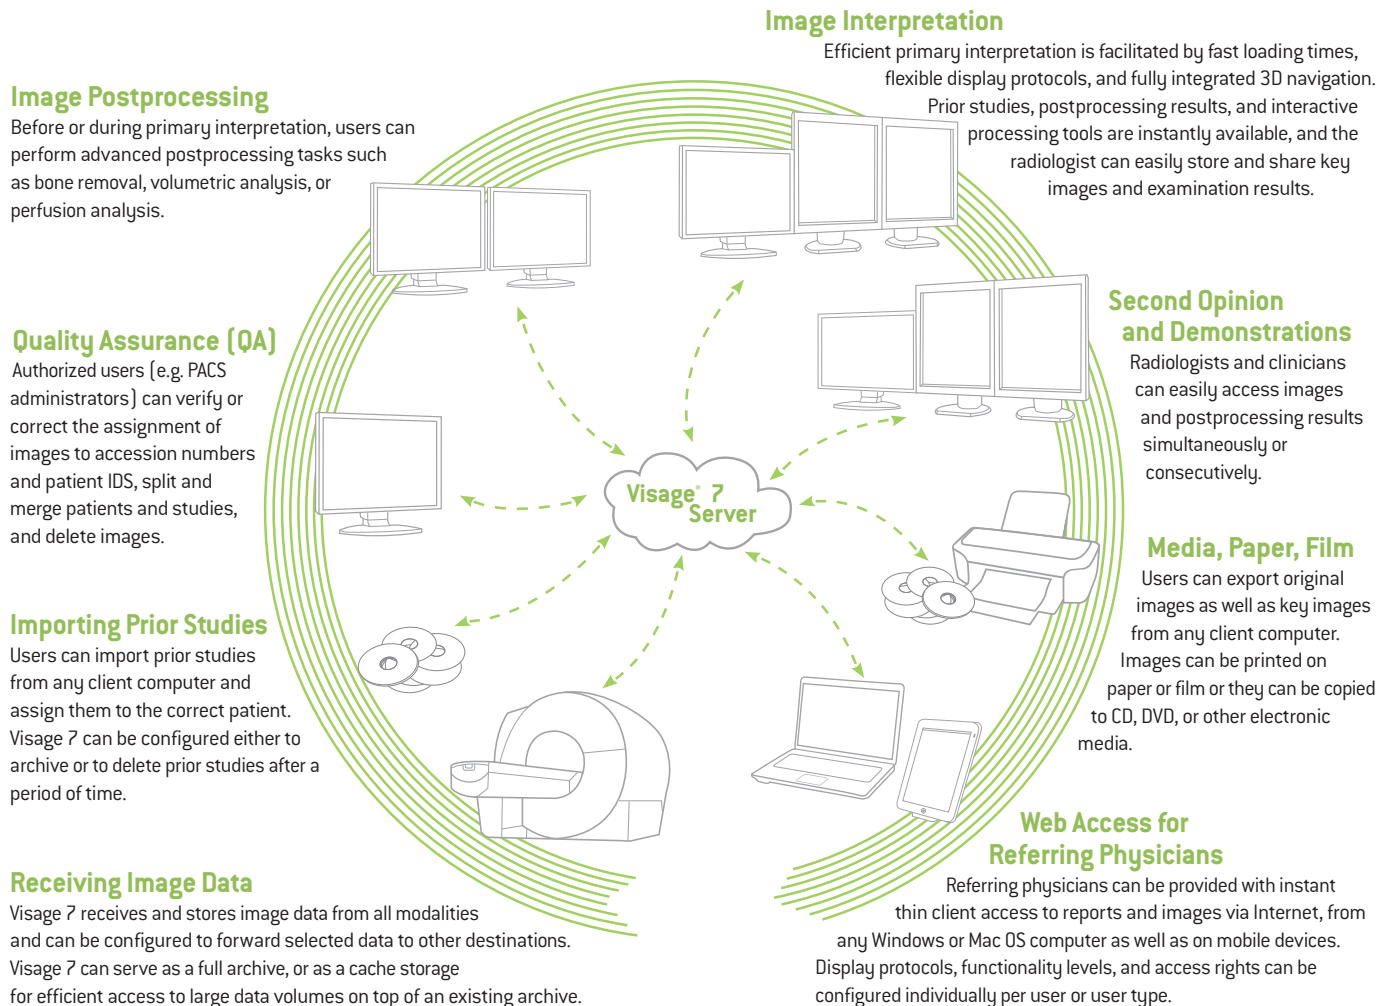 Image Interpretation
Efficient primary interpretation is facilitated by fast loading times,
flexible display protocols, and fully integrated 3D navigation.
Prior studies, postprocessing results, and interactive
processing tools are instantly available, and the
radiologist can easily store and share key
images and examination results.
Image Postprocessing
Before or during primary interpretation, users can
perform advanced postprocessing tasks such
as bone removal, volumetric analysis, or
perfusion analysis.
Second Opinion
and Demonstrations
Radiologists and clinicians
can easily access images
and postprocessing results
simultaneously or
consecutively.
Quality Assurance (QA)
Authorized users (e.g. PACS
administrators) can verify or
correct the assignment of
images to accession numbers
and patient IDS, split and
merge patients and studies,
and delete images.
Visage® 7
Server
Media, Paper, Film
Users can export original
images as well as key images
from any client computer.
Images can be printed on
paper or film or they can be copied
to CD, DVD, or other electronic
media.
Importing Prior Studies
Users can import prior studies
from any client computer and
assign them to the correct patient.
Visage 7 can be configured either to
archive or to delete prior studies after a
period of time.
Web Access for
Referring Physicians
Referring physicians can be provided with instant
thin client access to reports and images via Internet, from
any Windows or Mac OS computer as well as on mobile devices.
Display protocols, functionality levels, and access rights can be
configured individually per user or user type.
Receiving Image Data
Visage 7 receives and stores image data from all modalities
and can be configured to forward selected data to other destinations.
Visage 7 can serve as a full archive, or as a cache storage
for efficient access to large data volumes on top of an existing archive.